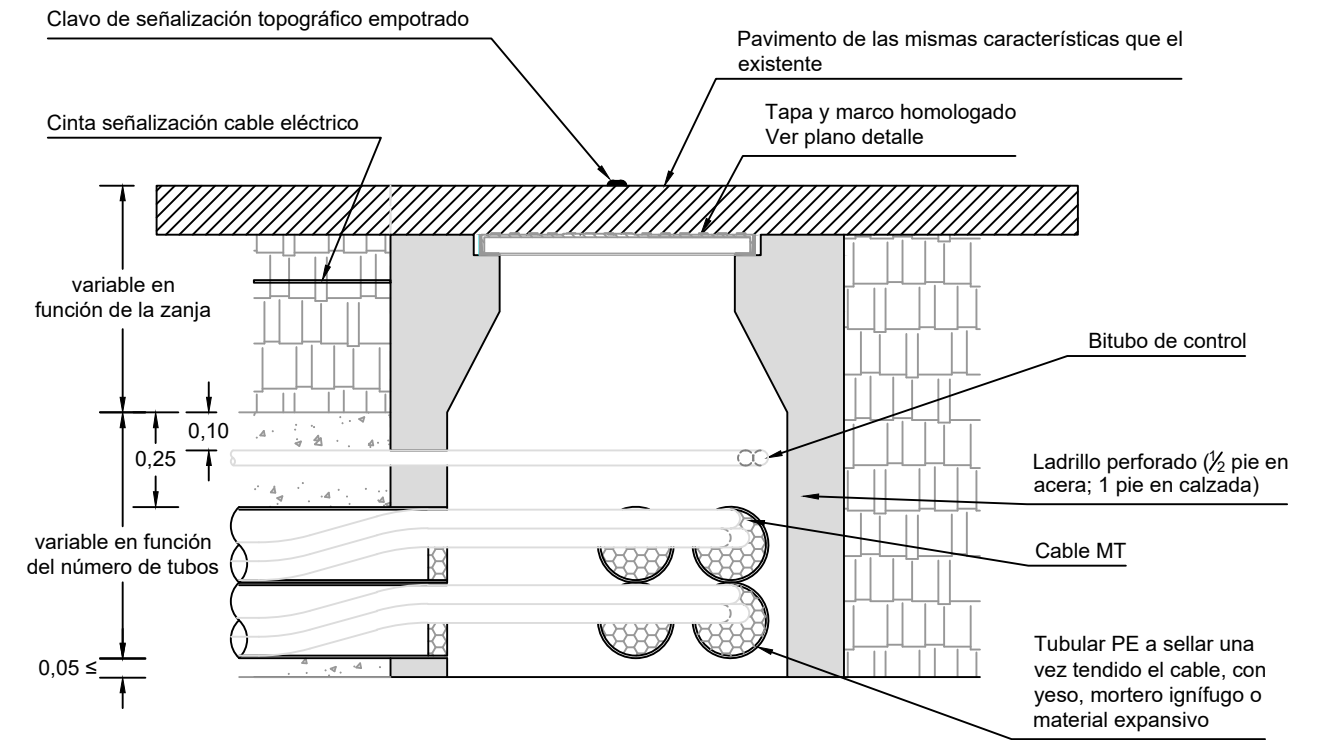 Clavo de señalización topográfico empotrado
Pavimento de las mismas características que el
existente
Tapa y marco homologado
Ver plano detalle
Cinta señalización cable eléctrico
variable en
función de la zanja
Bitubo de control
0,10
0,25
Ladrillo perforado (½ pie en
acera; 1 pie en calzada)
variable en función
del número de tubos
Cable MT
0,05 ≤
Tubular PE a sellar una
vez tendido el cable, con
yeso, mortero ignífugo o
material expansivo